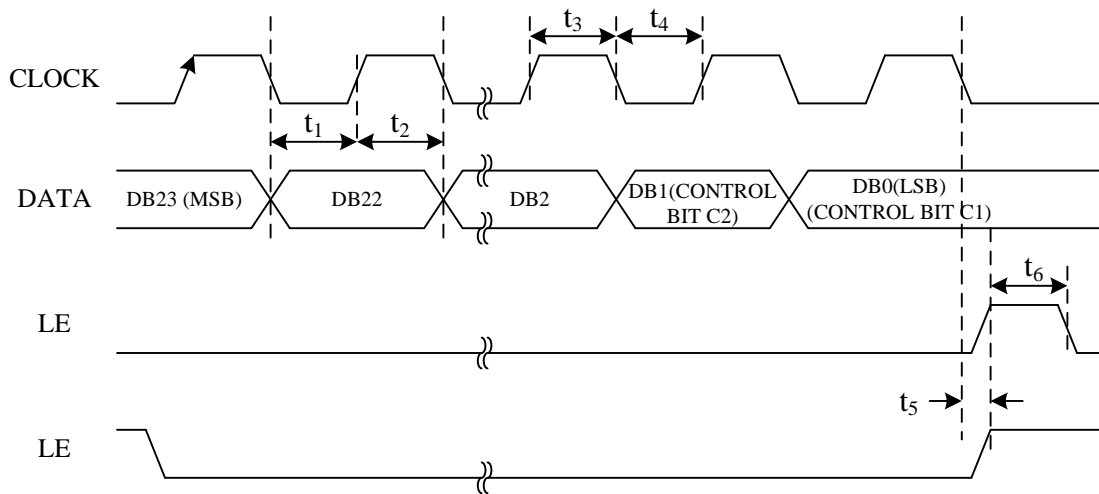 t3 t4
CLOCK
t1 t2
DATA
DB23 (MSB)
DB22
DB2
DB1(CONTROL
BIT C2)
DB0(LSB)
(CONTROL BIT C1)
t6
LE
t5
LE